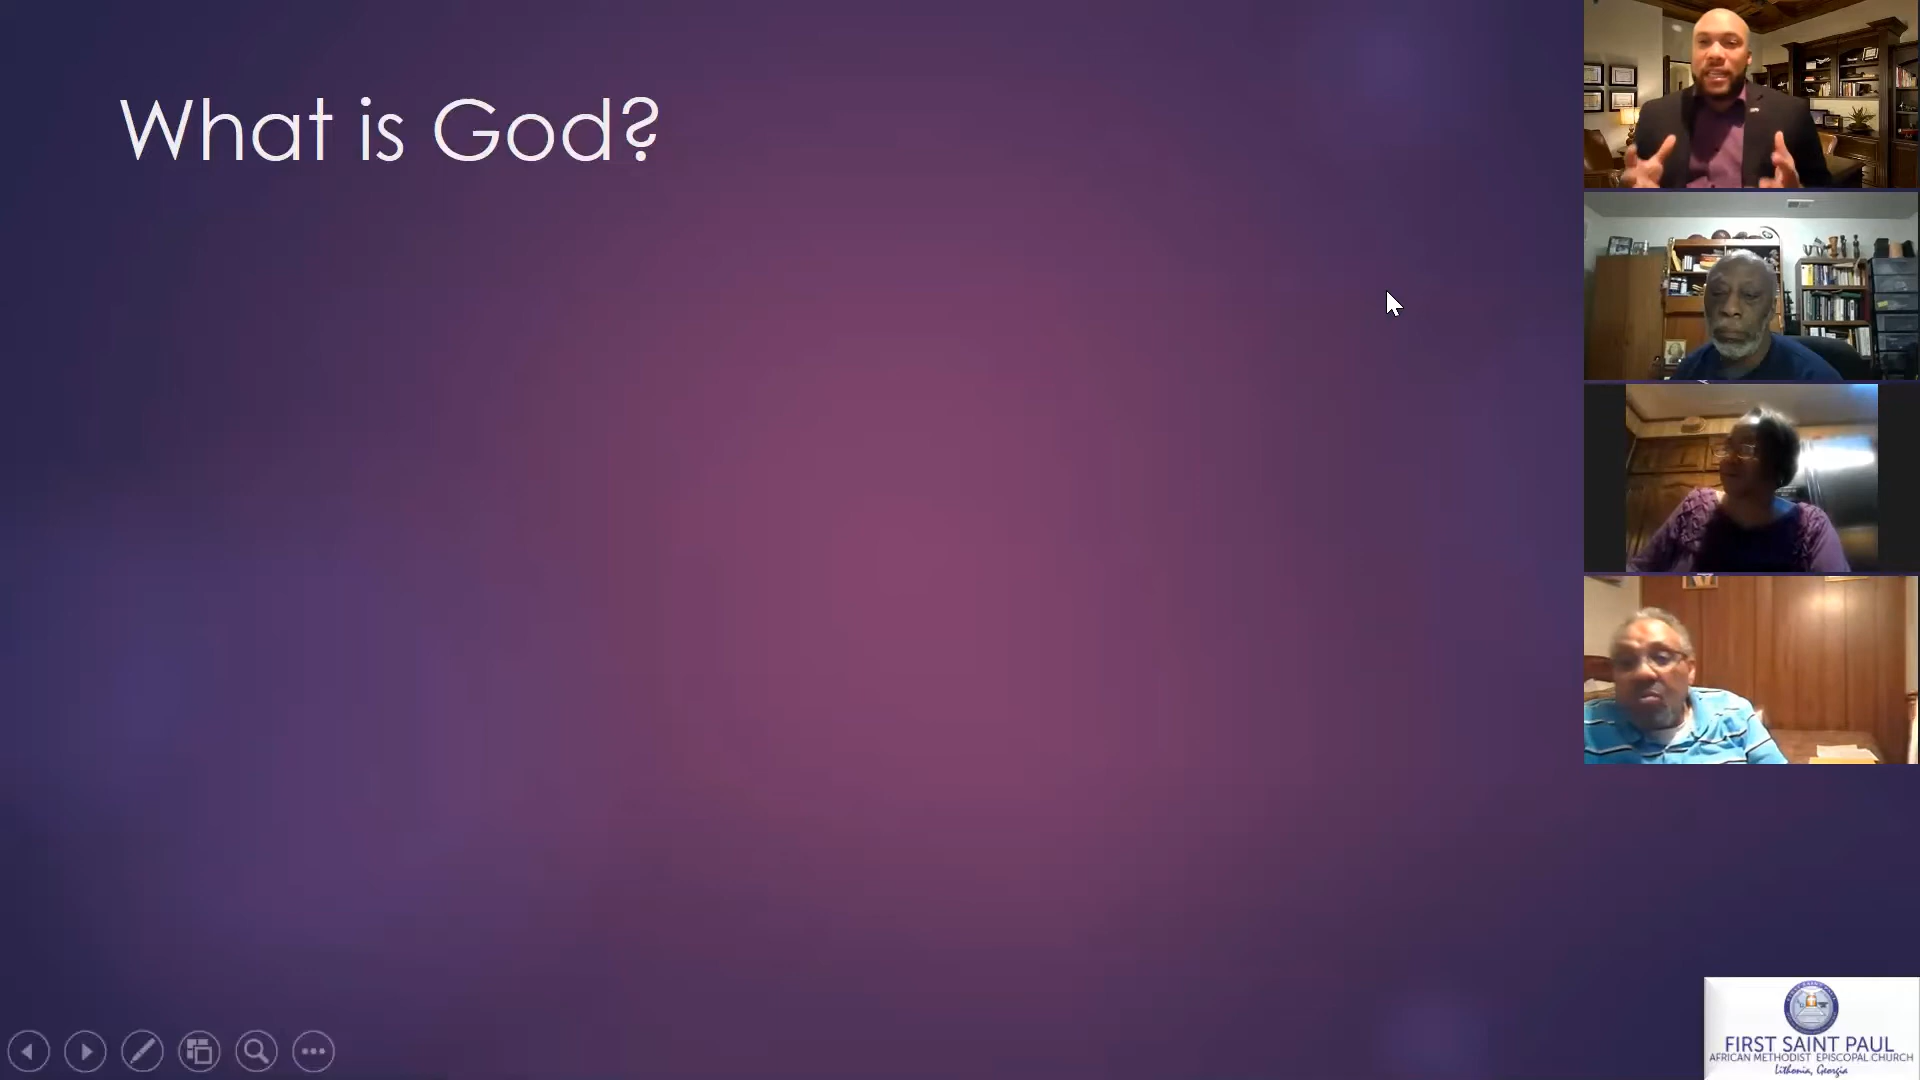 What is God?
FIRST SAINT PAUL
AFRICAN METHODIST EPISCOPAL CHURCH
Lithonia, Georgia